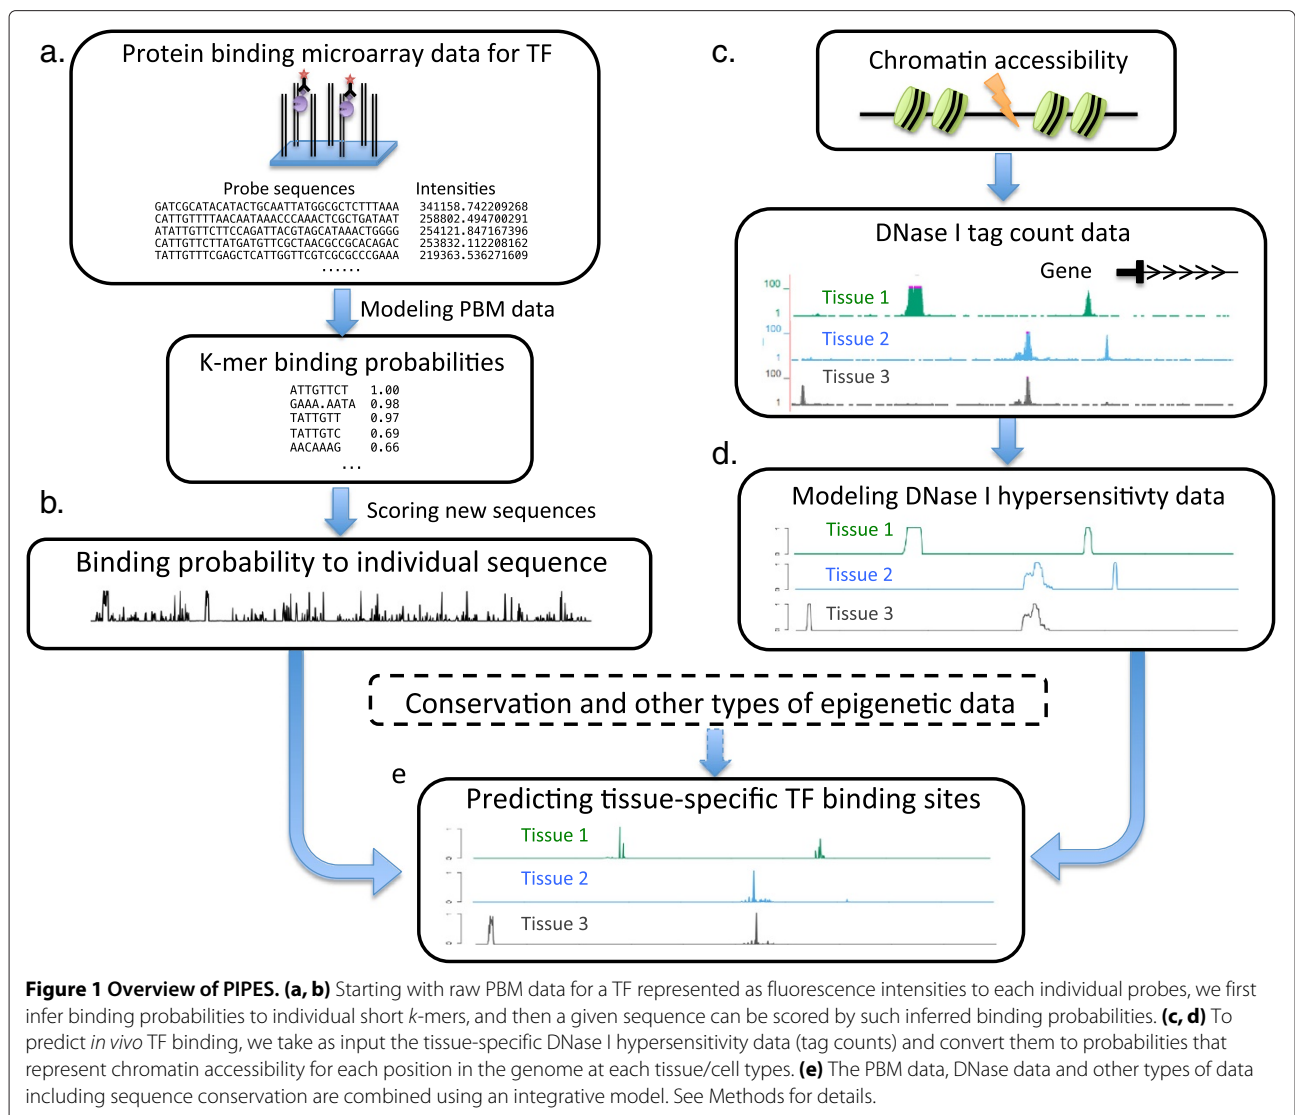 a.
Protein binding microarray data for TF
Probe sequences Intensities
GATCGCATACATACTGCAATTATGGCGCTCTTTAAA 341158.742209268
CATTGTTTTAACAATAAACCCAAACTCGCTGATAAT 258802.494700291
ATATTGTTCTTCCAGATTACGTAGCATAAACTGGGG 254121.847167396
CATTGTTCTTATGATGTTCGCTAACGCCGCACAGAC 253832.112208162
TATTGTTTCGAGCTCATTGGTTCGTCGCGCCCGAAA 219363.536271609
......
Modeling PBM data
K-mer binding probabilities
ATTGTTCT 1.00
GAAA.AATA 0.98
TATTGTT 0.97
TATTGTC 0.69
AACAAAG 0.66
...
b.
Scoring new sequences
Binding probability to individual sequence
c.
Chromatin accessibility
DNase I tag count data
Gene
100
Tissue 1
1
100
Tissue 2
1
100
Tissue 3
1
d.
Modeling DNase I hypersensitivty data
Tissue 1
Tissue 2
Tissue 3
Conservation and other types of epigenetic data
e
Predicting tissue-specific TF binding sites
Tissue 1
Tissue 2
Tissue 3
Figure 1 Overview of PIPES. (a, b) Starting with raw PBM data for a TF represented as fluorescence intensities to each individual probes, we first
infer binding probabilities to individual short k-mers, and then a given sequence can be scored by such inferred binding probabilities. (c, d) To
predict in vivo TF binding, we take as input the tissue-specific DNase I hypersensitivity data (tag counts) and convert them to probabilities that
represent chromatin accessibility for each position in the genome at each tissue/cell types. (e) The PBM data, DNase data and other types of data
including sequence conservation are combined using an integrative model. See Methods for details.